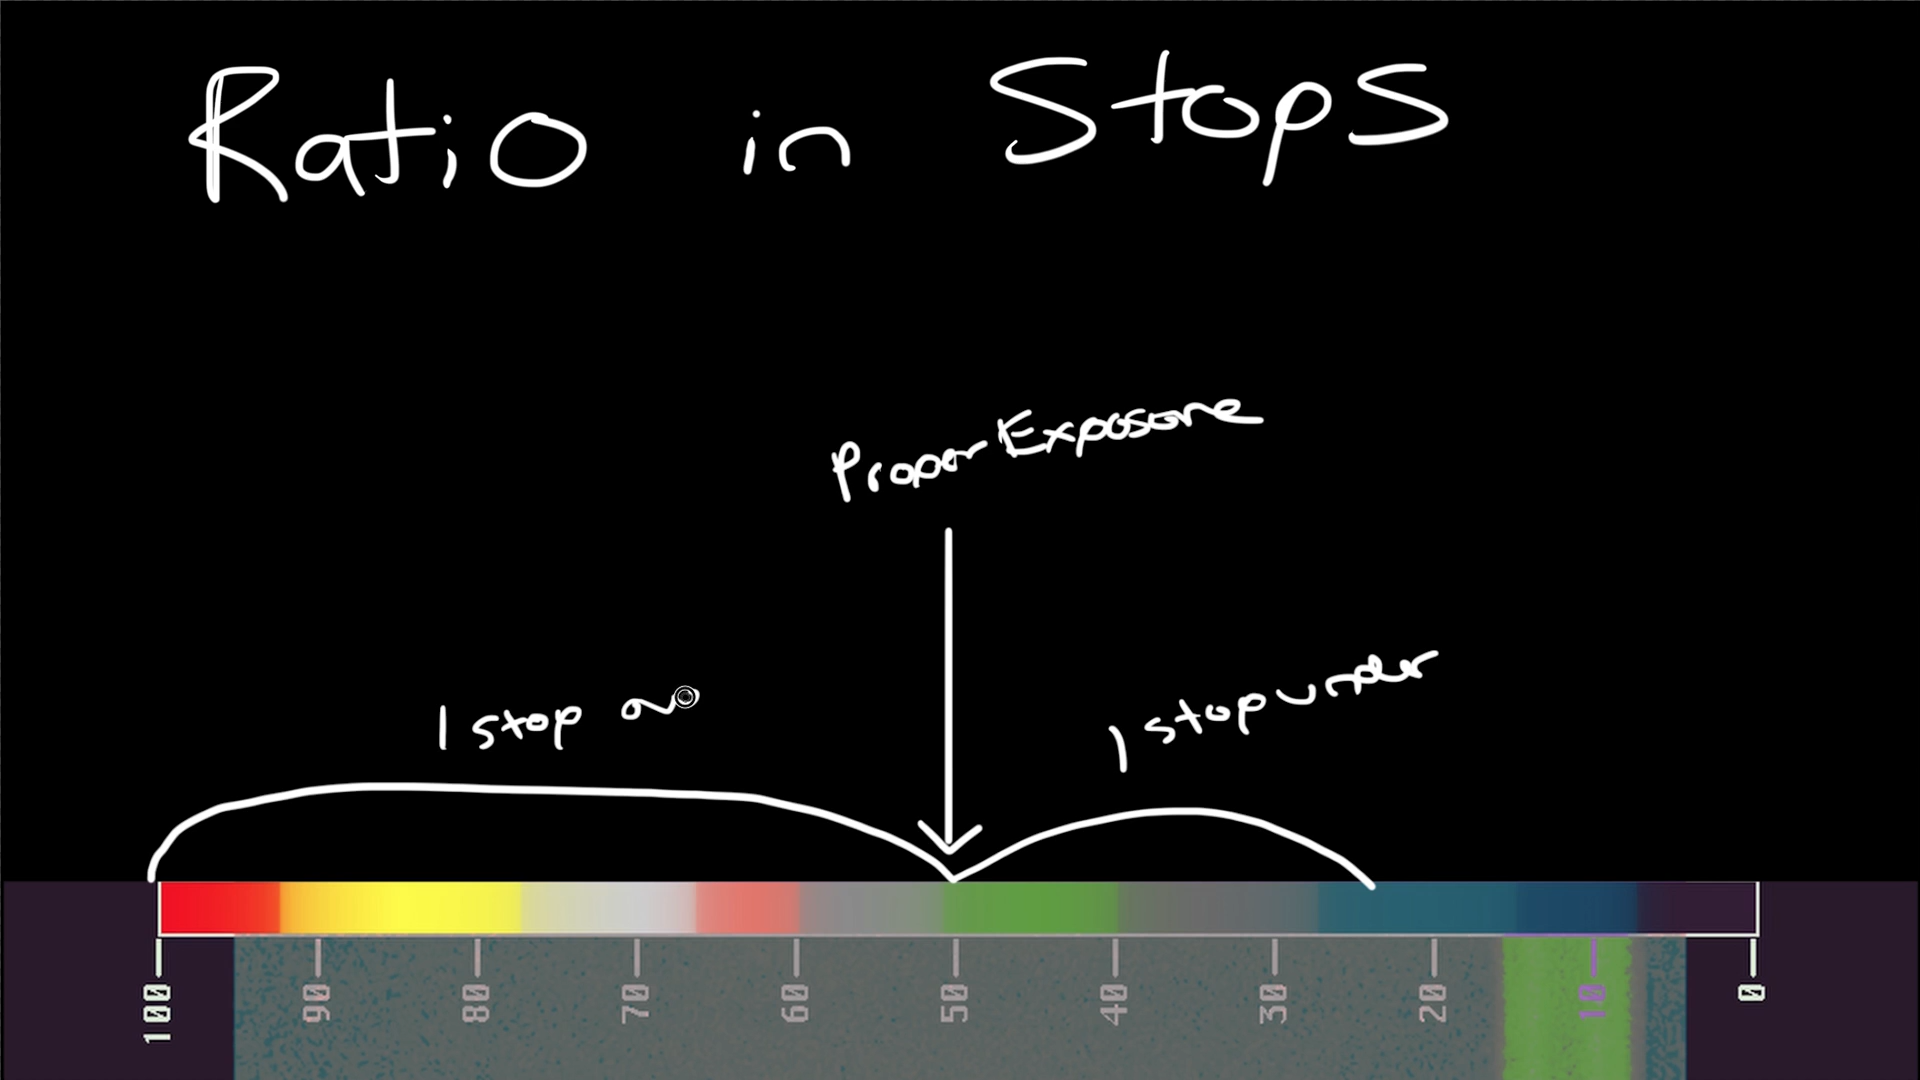 Ratio in Stops
Proper Exposure
1 stop under
1 stop ov
100 90 80 70 60 50 40 30 20 10 0